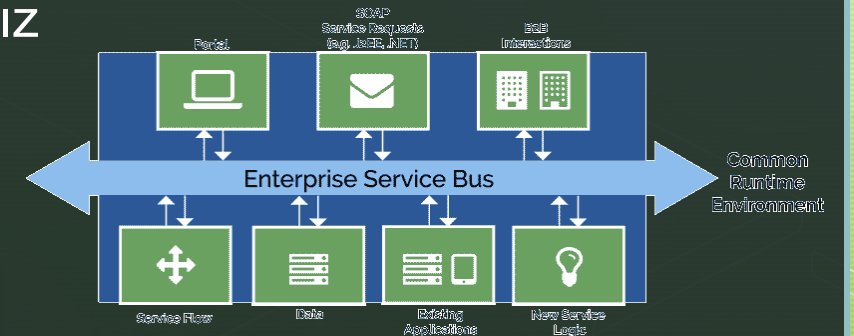 IZ
Portal
SOAP
Service Requests
(e.g. J2EE, .NET)
B2B
Interactions
Enterprise Service Bus
Common
Runtime
Environment
Service Flow
Data
Existing
Applications
New Service
Logic